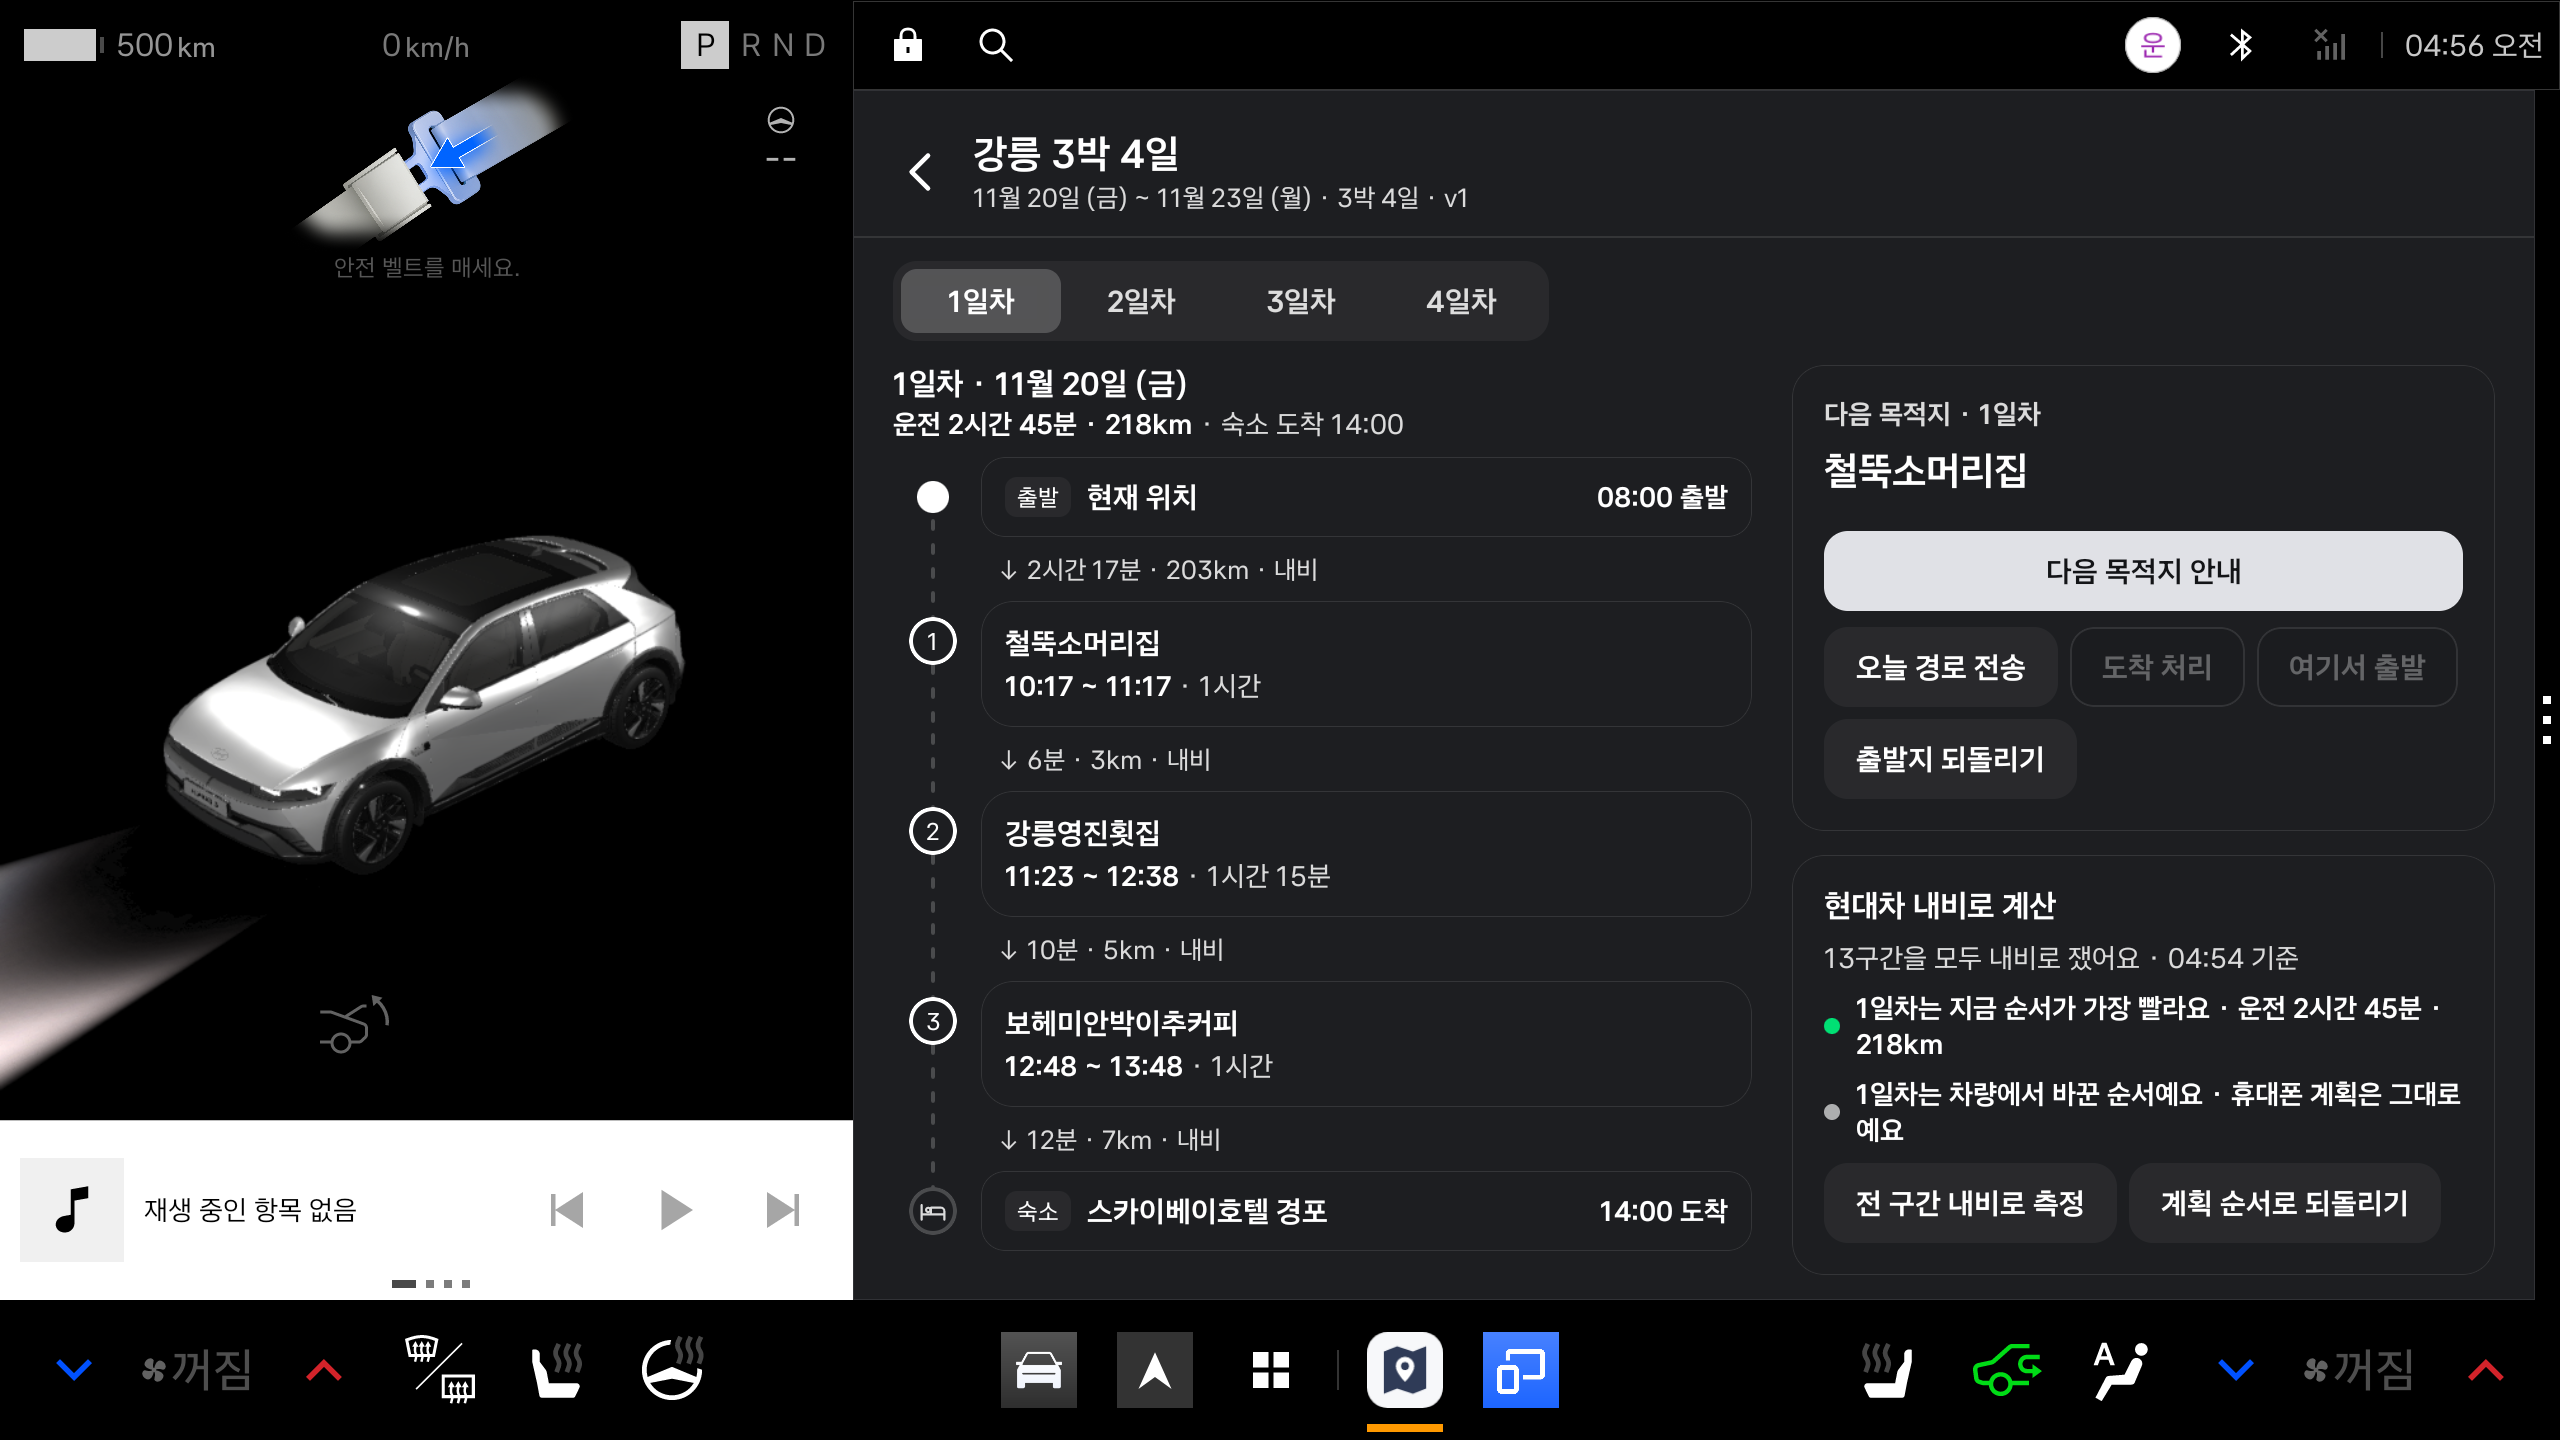 500 km
0 km/h
P R N D
운
04:56 오전
안전 벨트를 매세요.
강릉 3박 4일
11월 20일 (금) ~ 11월 23일 (월) · 3박 4일 · v1
1일차 2일차 3일차 4일차
1일차 · 11월 20일 (금)
운전 2시간 45분 · 218km · 숙소 도착 14:00
출발 현재 위치 08:00 출발
↓ 2시간 17분 · 203km · 내비
1 철뚝소머리집
10:17 ~ 11:17 · 1시간
↓ 6분 · 3km · 내비
2 강릉영진횟집
11:23 ~ 12:38 · 1시간 15분
↓ 10분 · 5km · 내비
3 보헤미안박이추커피
12:48 ~ 13:48 · 1시간
↓ 12분 · 7km · 내비
숙소 스카이베이호텔 경포 14:00 도착
다음 목적지 · 1일차
철뚝소머리집
다음 목적지 안내
오늘 경로 전송 도착 처리 여기서 출발
출발지 되돌리기
현대차 내비로 계산
13구간을 모두 내비로 쟀어요 · 04:54 기준
1일차는 지금 순서가 가장 빨라요 · 운전 2시간 45분 ·
218km
1일차는 차량에서 바꾼 순서예요 · 휴대폰 계획은 그대로
예요
전 구간 내비로 측정 계획 순서로 되돌리기
재생 중인 항목 없음
꺼짐
A
꺼짐